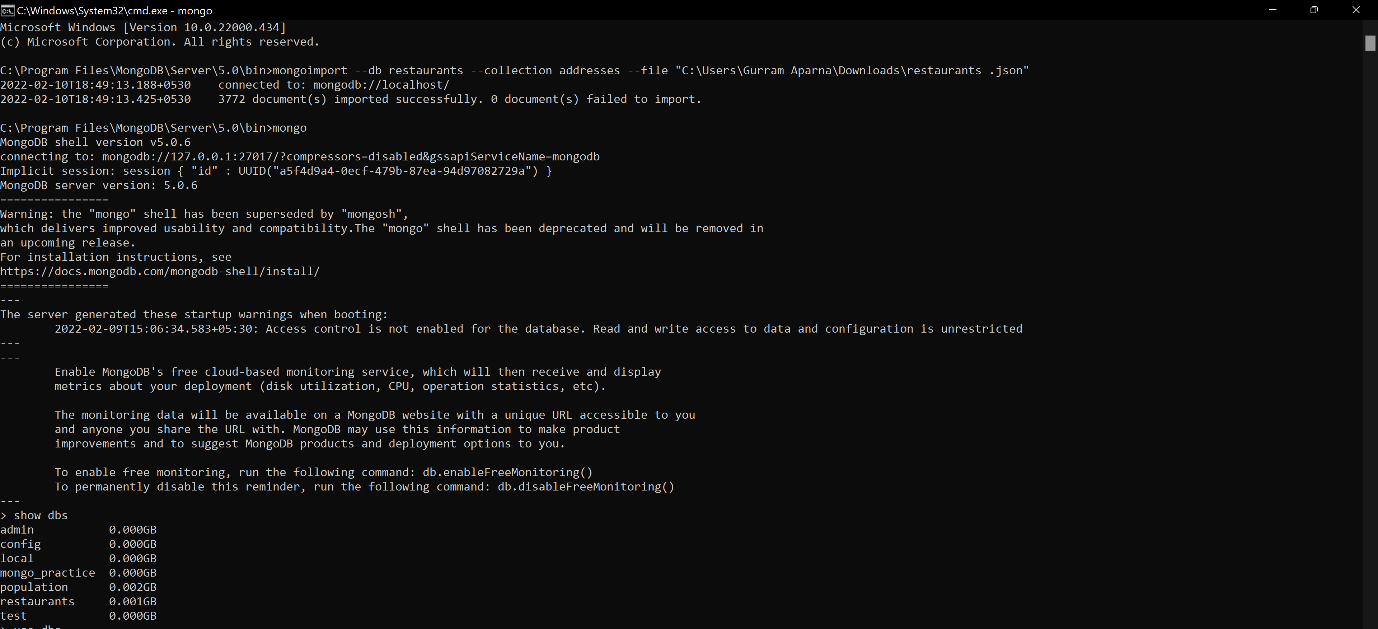 C:\Windows\System32\cmd.exe - mongo
Microsoft Windows [Version 10.0.22000.434]
(c) Microsoft Corporation. All rights reserved.
C:\Program Files\MongoDB\Server\5.0\bin>mongoimport --db restaurants --collection addresses --file "C:\Users\Gurram Aparna\Downloads\restaurants .json"
2022-02-10T18:49:13.188+0530    connected to: mongodb://localhost/
2022-02-10T18:49:13.425+0530    3772 document(s) imported successfully. 0 document(s) failed to import.
C:\Program Files\MongoDB\Server\5.0\bin>mongo
MongoDB shell version v5.0.6
connecting to: mongodb://127.0.0.1:27017/?compressors=disabled&gssapiServiceName=mongodb
Implicit session: session { "id" : UUID("a5f4d9a4-0ecf-479b-87ea-94d97082729a") }
MongoDB server version: 5.0.6
================
Warning: the "mongo" shell has been superseded by "mongosh",
which delivers improved usability and compatibility.The "mongo" shell has been deprecated and will be removed in
an upcoming release.
For installation instructions, see
https://docs.mongodb.com/mongodb-shell/install/
================
---
The server generated these startup warnings when booting:
        2022-02-09T15:06:34.583+05:30: Access control is not enabled for the database. Read and write access to data and configuration is unrestricted
---
---
        Enable MongoDB's free cloud-based monitoring service, which will then receive and display
        metrics about your deployment (disk utilization, CPU, operation statistics, etc).
        The monitoring data will be available on a MongoDB website with a unique URL accessible to you
        and anyone you share the URL with. MongoDB may use this information to make product
        improvements and to suggest MongoDB products and deployment options to you.
        To enable free monitoring, run the following command: db.enableFreeMonitoring()
        To permanently disable this reminder, run the following command: db.disableFreeMonitoring()
---
> show dbs
admin           0.000GB
config          0.000GB
local           0.000GB
mongo_practice  0.000GB
population      0.002GB
restaurants     0.001GB
test            0.000GB